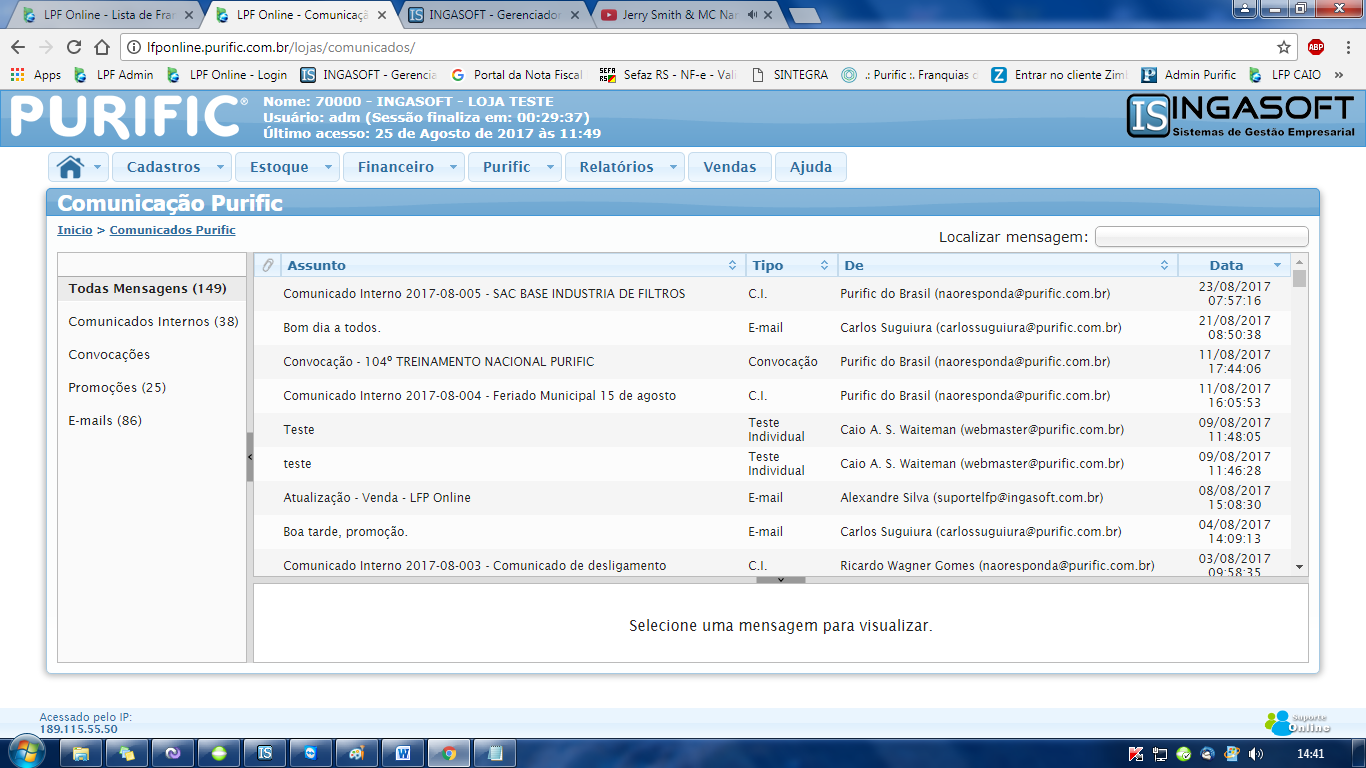 LPF Online - Lista de Fran
LPF Online - Comunicaçã
INGASOFT - Gerenciador
Jerry Smith & MC Nan
lfponline.purific.com.br/lojas/comunicados/
ABP
Apps
LPF Admin
LPF Online - Login
INGASOFT - Gerencia
Portal da Nota Fiscal
Sefaz RS - NF-e - Vali
SINTEGRA
.: Purific :. Franquias
Entrar no cliente Zim
Admin Purific
LFP CAIO
PURIFIC®
Nome: 70000 - INGASOFT - LOJA TESTE
Usuário: adm (Sessão finaliza em: 00:29:37)
Último acesso: 25 de Agosto de 2017 às 11:49
IS INGASOFT
Sistemas de Gestão Empresarial
Cadastros
Estoque
Financeiro
Purific
Relatórios
Vendas
Ajuda
Comunicação Purific
Inicio > Comunicados Purific
Localizar mensagem:
Todas Mensagens (149)
Comunicados Internos (38)
Convocações
Promoções (25)
E-mails (86)
Assunto Tipo De Data
Comunicado Interno 2017-08-005 - SAC BASE INDUSTRIA DE FILTROS C.I. Purific do Brasil (naoresponda@purific.com.br) 23/08/2017 07:57:16
Bom dia a todos. E-mail Carlos Suguiura (carlossuguiura@purific.com.br) 21/08/2017 08:50:38
Convocação - 104º TREINAMENTO NACIONAL PURIFIC Convocação Purific do Brasil (naoresponda@purific.com.br) 11/08/2017 17:44:06
Comunicado Interno 2017-08-004 - Feriado Municipal 15 de agosto C.I. Purific do Brasil (naoresponda@purific.com.br) 11/08/2017 16:05:53
Teste Teste Individual Caio A. S. Waiteman (webmaster@purific.com.br) 09/08/2017 11:48:05
teste Teste Individual Caio A. S. Waiteman (webmaster@purific.com.br) 09/08/2017 11:46:28
Atualização - Venda - LFP Online E-mail Alexandre Silva (suportelfp@ingasoft.com.br) 08/08/2017 15:08:30
Boa tarde, promoção. E-mail Carlos Suguiura (carlossuguiura@purific.com.br) 04/08/2017 14:09:13
Comunicado Interno 2017-08-003 - Comunicado de desligamento C.I. Ricardo Wagner Gomes (naoresponda@purific.com.br) 03/08/2017 09:58:35
Selecione uma mensagem para visualizar.
Acessado pelo IP:
189.115.55.50
Suporte
Online
14:41